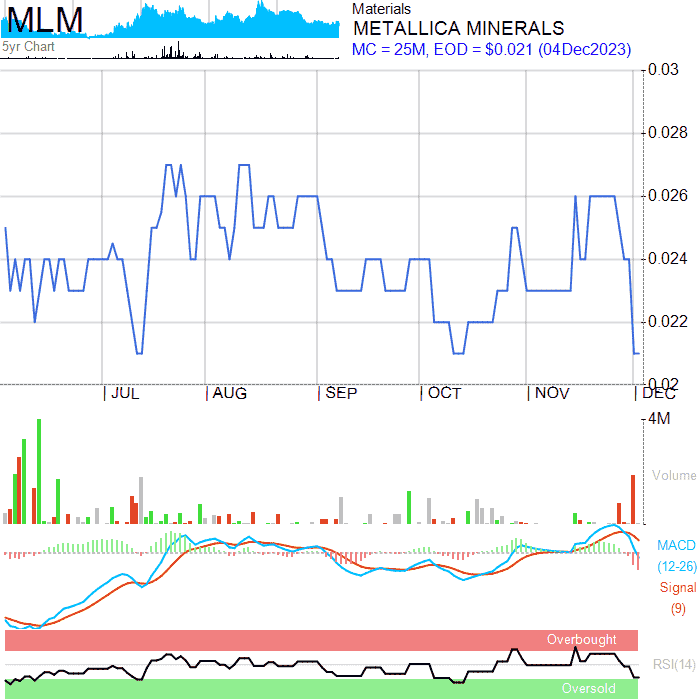 MLM
5yr Chart
Materials
METALLICA MINERALS
MC = 25M, EOD = $0.021 (04Dec2023)
0.03
0.028
0.026
0.024
0.022
0.02
JUL AUG SEP OCT NOV DEC
4M
Volume
MACD
(12-26)
Signal
(9)
Overbought
RSI(14)
Oversold